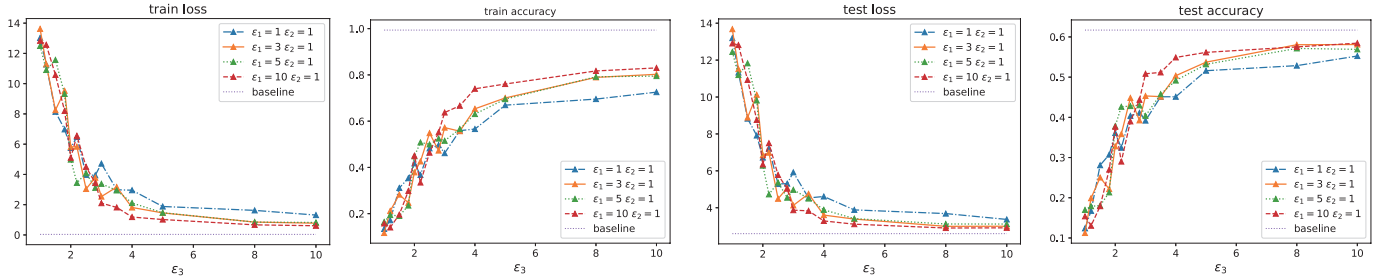 train loss
14
12
10
8
6
4
2
0
ε₁ = 1 ε₂ = 1
ε₁ = 3 ε₂ = 1
ε₁ = 5 ε₂ = 1
ε₁ = 10 ε₂ = 1
baseline
2 4 6 8 10
ε₃
train accuracy
1.0
0.8
0.6
0.4
0.2
ε₁ = 1 ε₂ = 1
ε₁ = 3 ε₂ = 1
ε₁ = 5 ε₂ = 1
ε₁ = 10 ε₂ = 1
baseline
2 4 6 8 10
ε₃
test loss
14
12
10
8
6
4
ε₁ = 1 ε₂ = 1
ε₁ = 3 ε₂ = 1
ε₁ = 5 ε₂ = 1
ε₁ = 10 ε₂ = 1
baseline
2 4 6 8 10
ε₃
test accuracy
0.6
0.5
0.4
0.3
0.2
0.1
ε₁ = 1 ε₂ = 1
ε₁ = 3 ε₂ = 1
ε₁ = 5 ε₂ = 1
ε₁ = 10 ε₂ = 1
baseline
2 4 6 8 10
ε₃